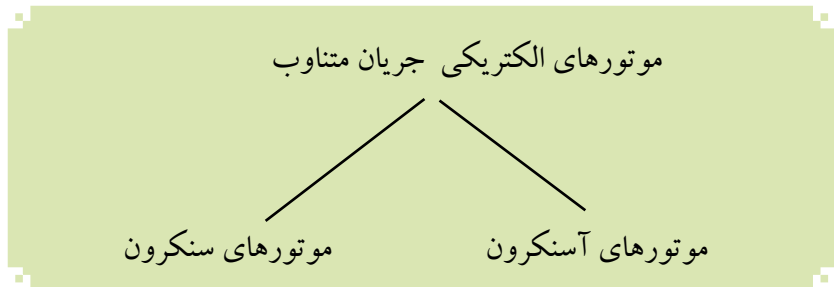 موتورهای الکتریکی جریان متناوب
موتورهای آسنکرون
موتورهای سنکرون